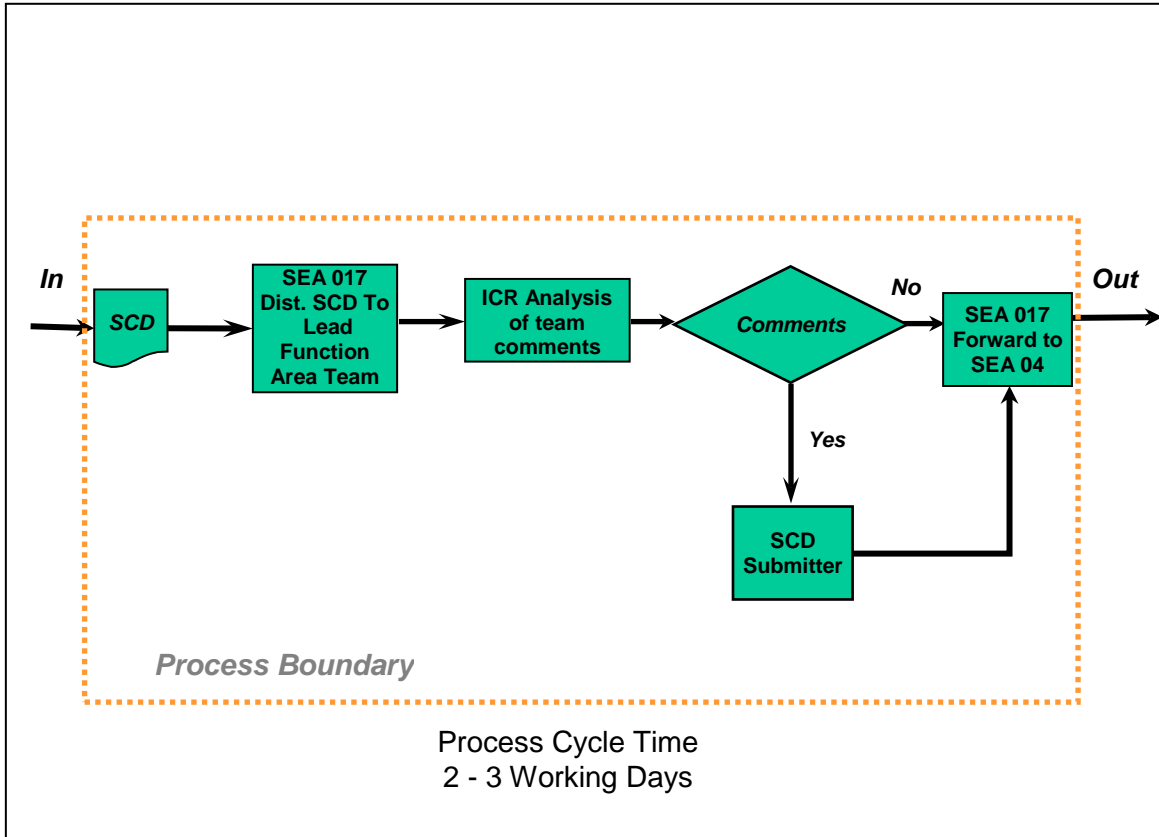 In
SCD
SEA 017
Dist. SCD To
Lead
Function
Area Team
ICR Analysis
of team
comments
Comments
No
SEA 017
Forward to
SEA 04
Out
Yes
SCD
Submitter
Process Boundary
Process Cycle Time
2 - 3 Working Days